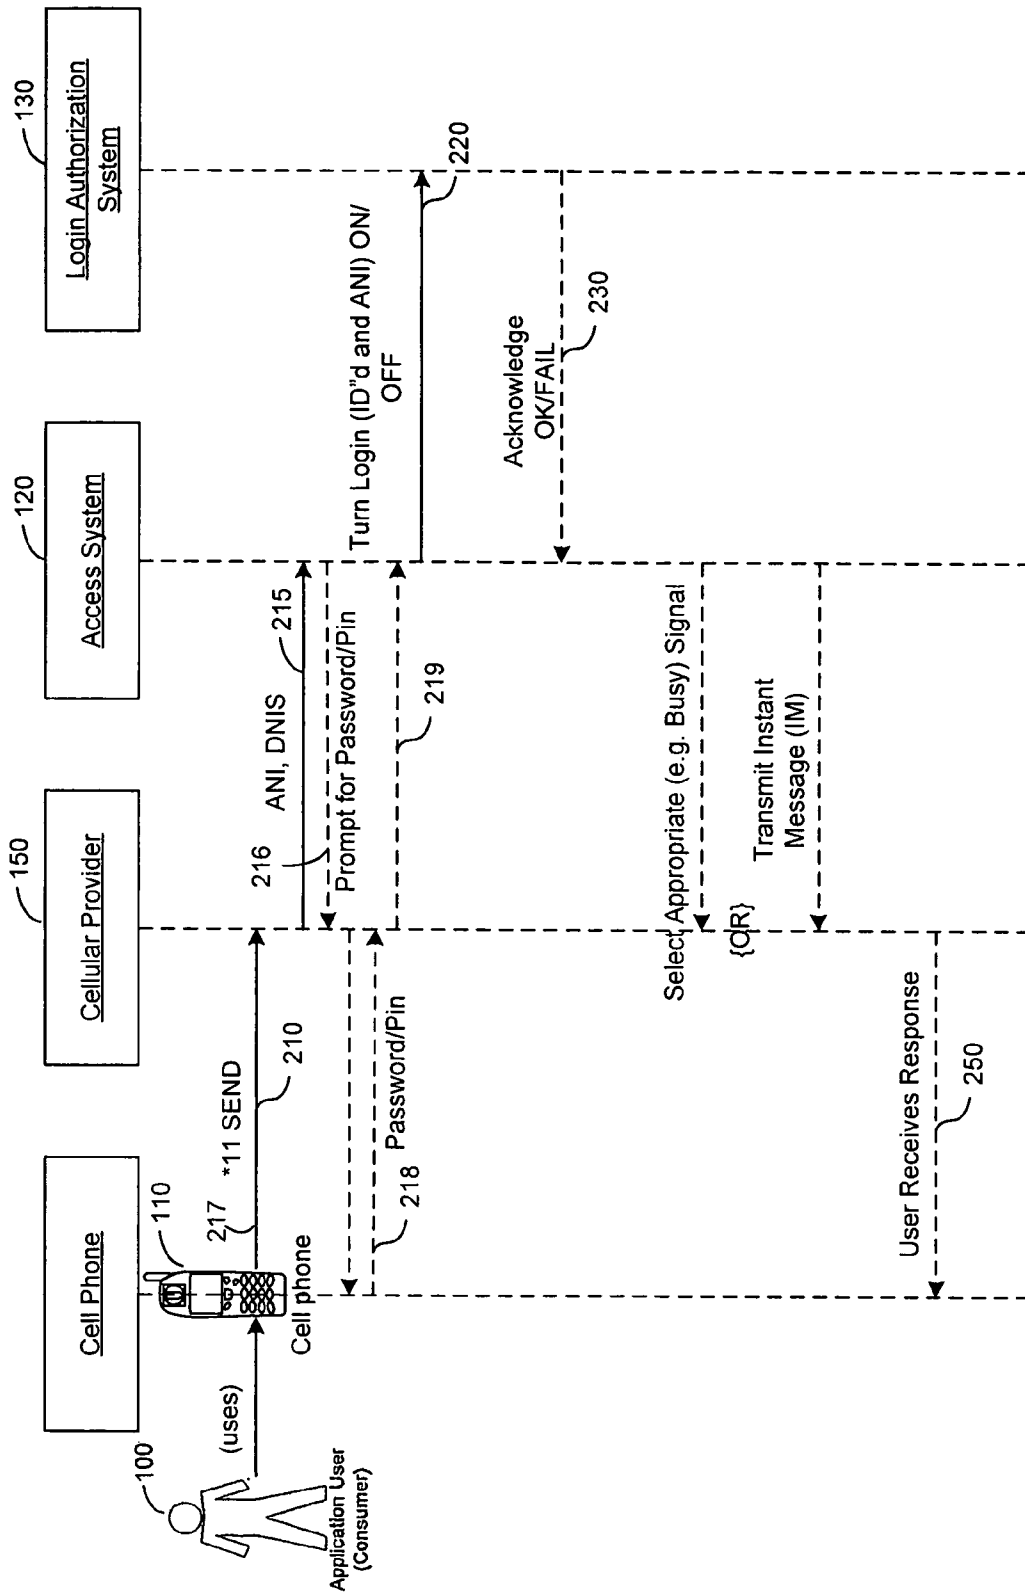 100
Application User
(Consumer)
(uses)
Cell Phone
110
Cell phone
150
Cellular Provider
120
Access System
130
Login Authorization
System
217
*11 SEND
210
ANI, DNIS
215
216
Prompt for Password/Pin
Password/Pin
218
219
Turn Login (ID"d and ANI) ON/
OFF
220
Acknowledge
OK/FAIL
230
Select Appropriate (e.g. Busy) Signal
{OR}
Transmit Instant
Message (IM)
User Receives Response
250